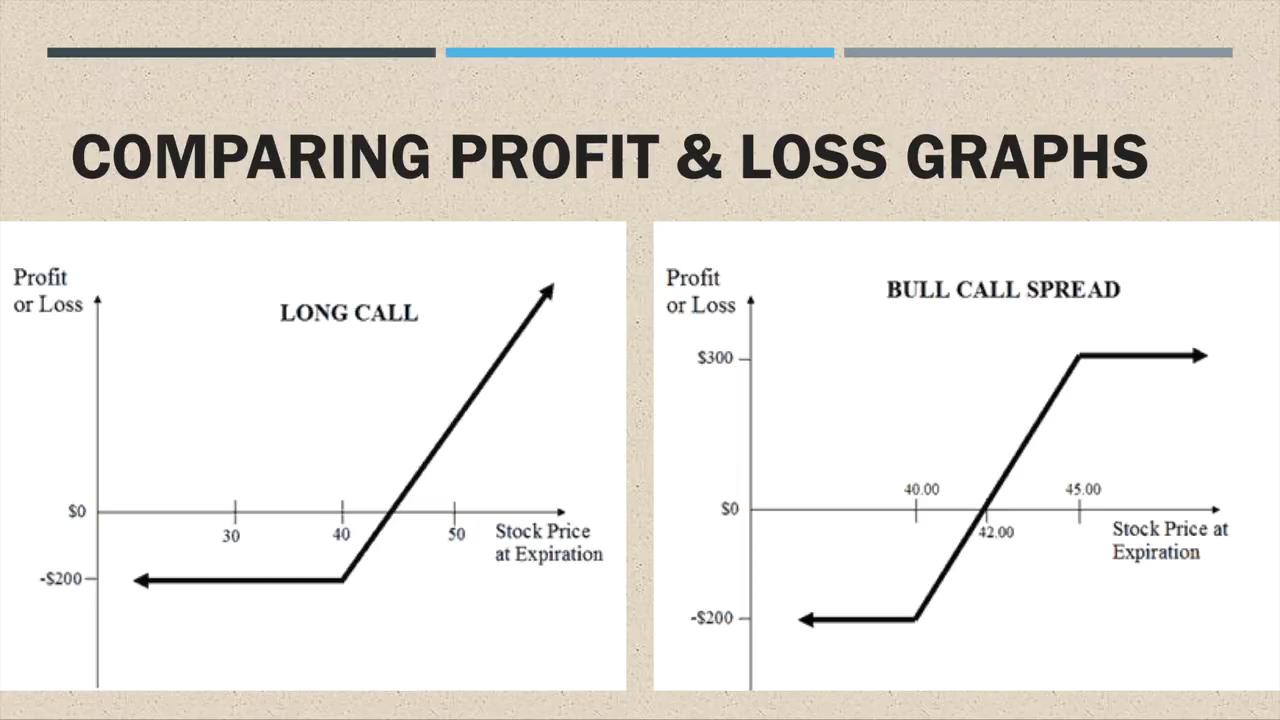 COMPARING PROFIT & LOSS GRAPHS
Profit
or Loss
LONG CALL
$0
30
40
50
Stock Price
at Expiration
-$200
Profit
or Loss
BULL CALL SPREAD
$300
40.00
45.00
$0
42.00
Stock Price at
Expiration
-$200